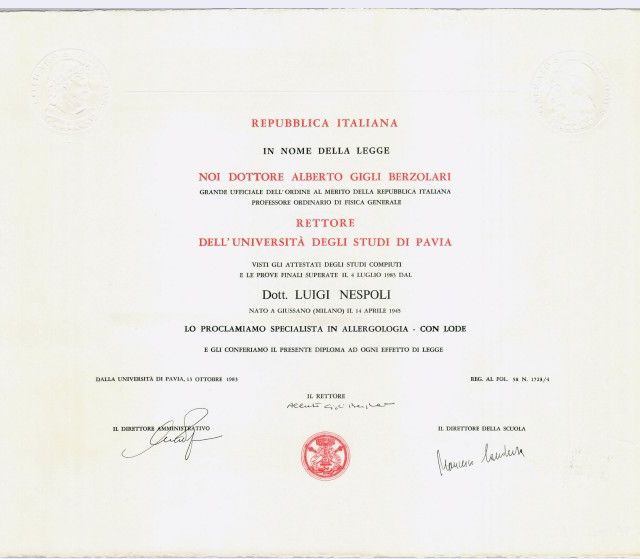 REPUBBLICA ITALIANA
IN NOME DELLA LEGGE
NOI DOTTORE ALBERTO GIGLI BERZOLARI
GRANDE UFFICIALE DELL'ORDINE AL MERITO DELLA REPUBBLICA ITALIANA
PROFESSORE ORDINARIO DI FISICA GENERALE
RETTORE
DELL'UNIVERSITÀ DEGLI STUDI DI PAVIA
VISTI GLI ATTESTATI DEGLI STUDI COMPIUTI
E LE PROVE FINALI SUPERATE IL 4 LUGLIO 1983 DAL
Dott. LUIGI NESPOLI
NATO A GIUSSANO (MILANO) IL 14 APRILE 1945
LO PROCLAMIAMO SPECIALISTA IN ALLERGOLOGIA - CON LODE
E GLI CONFERIAMO IL PRESENTE DIPLOMA AD OGNI EFFETTO DI LEGGE
DALLA UNIVERSITÀ DI PAVIA, 15 OTTOBRE 1983
REG. AL FOL. 58 N. 1728/4
IL RETTORE
Alberto Gigli Berzolari
IL DIRETTORE AMMINISTRATIVO
IL DIRETTORE DELLA SCUOLA